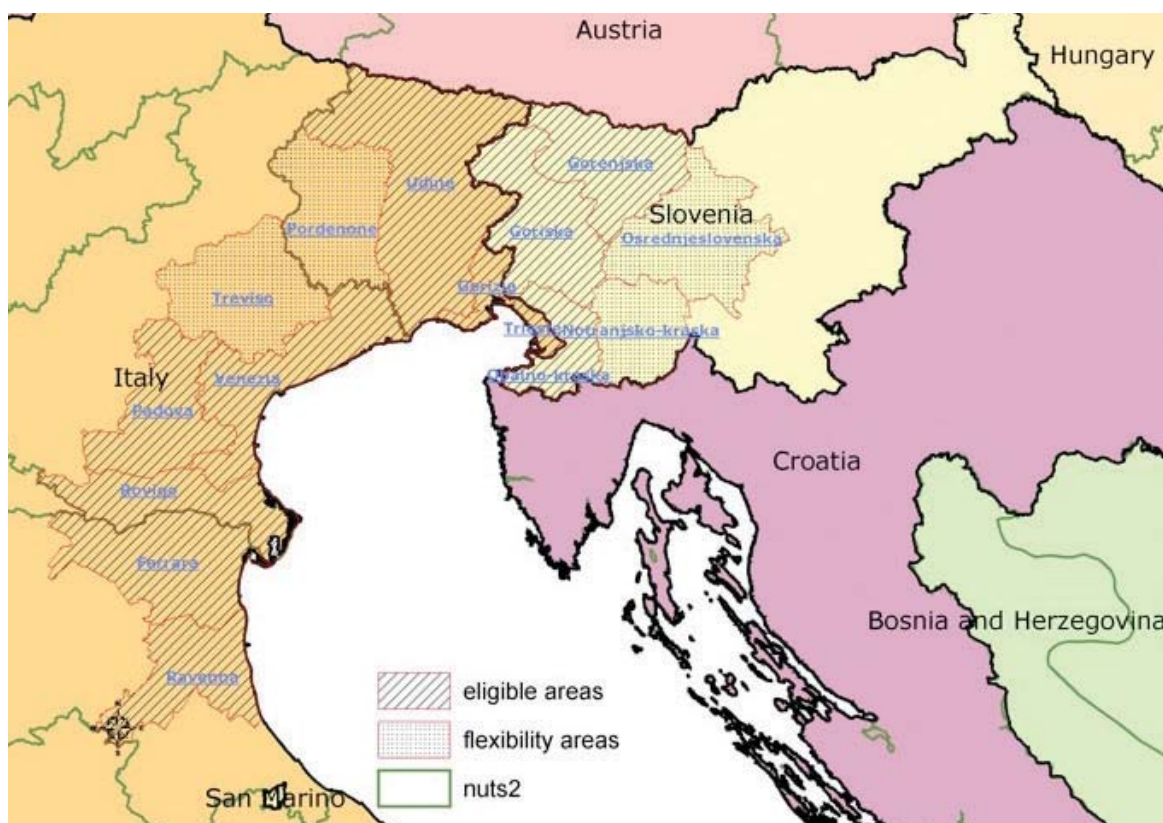 Austria
Hungary
Gorenjska
Udine
Slovenia
Pordenone
Goriska
Osrednjeslovenska
Treviso
Gorizia
Trieste
Notranjsko-kraska
Italy
Venezia
Obalno-kraska
Padova
Croatia
Rovigo
Ferrara
Bosnia and Herzegovina
Ravenna
eligible areas
flexibility areas
nuts2
San Marino